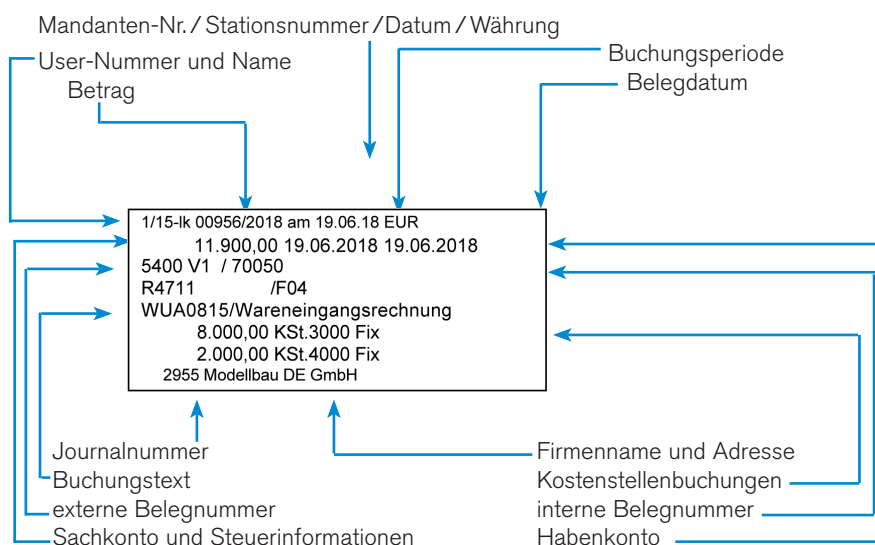 Mandanten-Nr. / Stationsnummer / Datum / Währung
User-Nummer und Name
Buchungsperiode
Betrag
Belegdatum
1/15-lk 00956/2018 am 19.06.18 EUR
11.900,00 19.06.2018 19.06.2018
5400 V1 / 70050
R4711 /F04
WUA0815/Wareneingangsrechnung
8.000,00 KSt.3000 Fix
2.000,00 KSt.4000 Fix
2955 Modellbau DE GmbH
Journalnummer
Firmenname und Adresse
Buchungstext
Kostenstellenbuchungen
externe Belegnummer
interne Belegnummer
Sachkonto und Steuerinformationen
Habenkonto